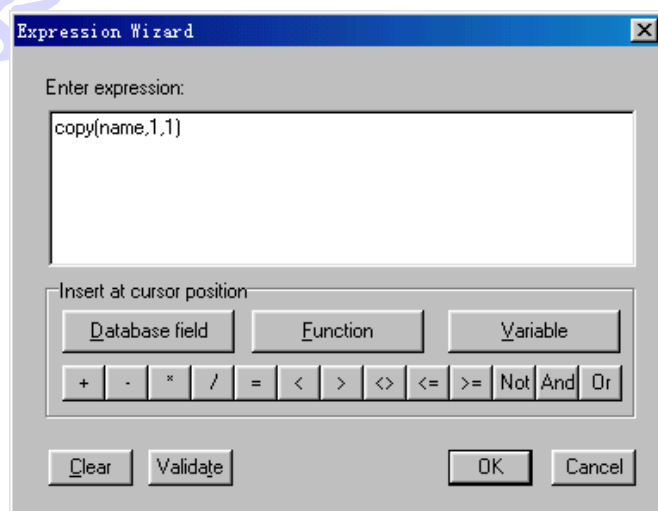 Expression Wizard
Enter expression:
copy(name,1,1)
Insert at cursor position
Database field Function Variable
+ - * / = < > <> <= >= Not And Or
Clear Validate OK Cancel